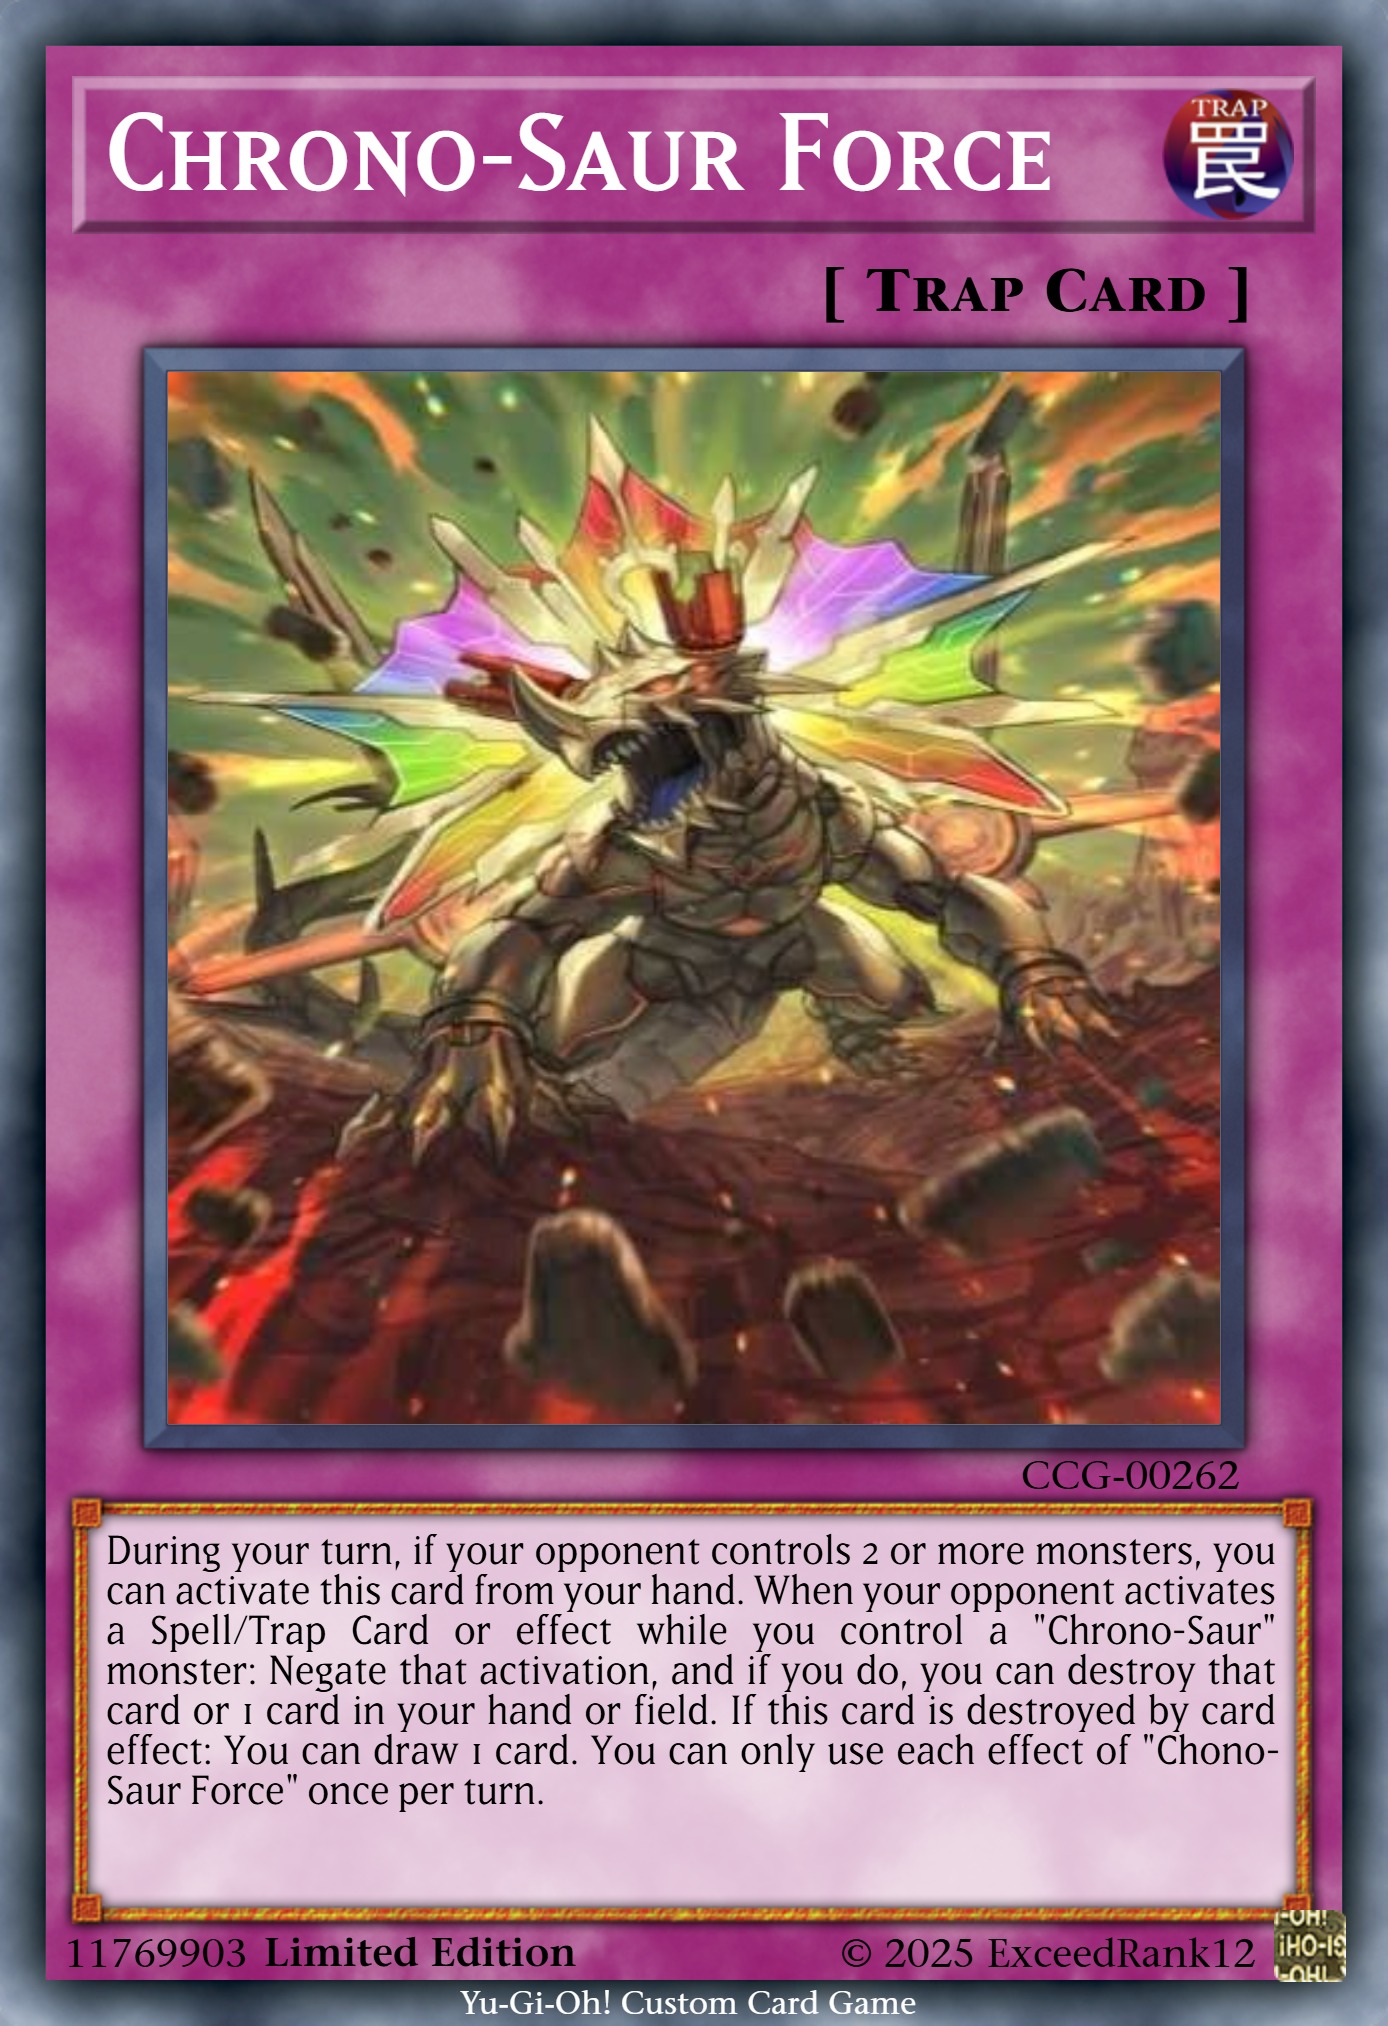 CHRONO-SAUR FORCE
TRAP
罠
[ TRAP CARD ]
CCG-00262
During your turn, if your opponent controls 2 or more monsters, you
can activate this card from your hand. When your opponent activates
a Spell/Trap Card or effect while you control a "Chrono-Saur"
monster: Negate that activation, and if you do, you can destroy that
card or 1 card in your hand or field. If this card is destroyed by card
effect: You can draw 1 card. You can only use each effect of "Chono-
Saur Force" once per turn.
11769903 Limited Edition
© 2025 ExceedRank12
Yu-Gi-Oh! Custom Card Game